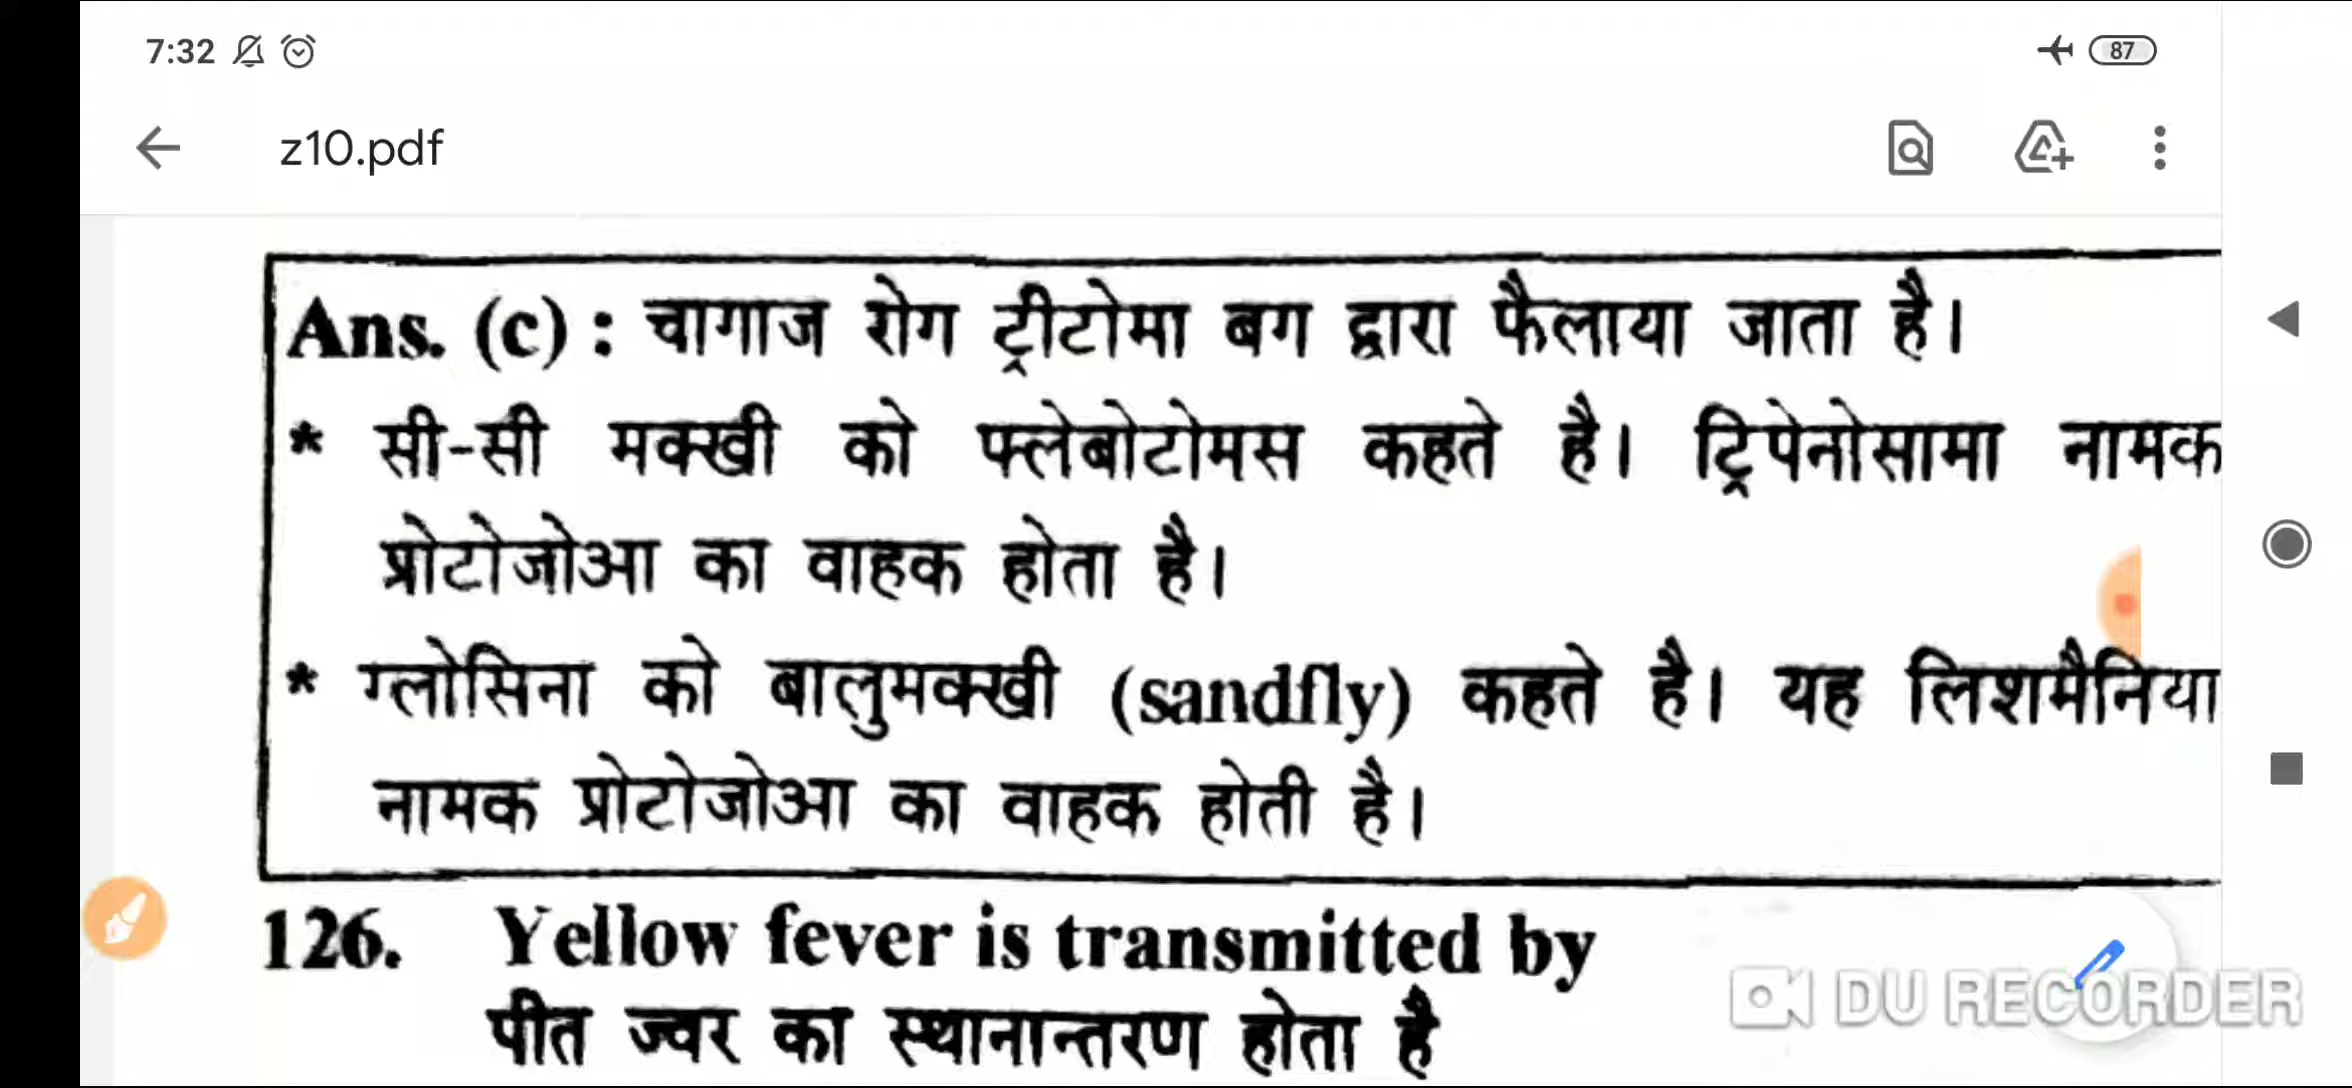 7:32
87
z10.pdf
Ans. (c) : चागाज रोग ट्रीटोमा बग द्वारा फैलाया जाता है।
* सी-सी मक्खी को फ्लेबोटोमस कहते है। ट्रिपेनोसामा नामक
प्रोटोजोआ का वाहक होता है।
* ग्लोसिना को बालुमक्खी (sandfly) कहते है। यह लिशमैनिया
नामक प्रोटोजोआ का वाहक होती है।
126. Yellow fever is transmitted by
पीत ज्वर का स्थानान्तरण होता है
DU RECORDER